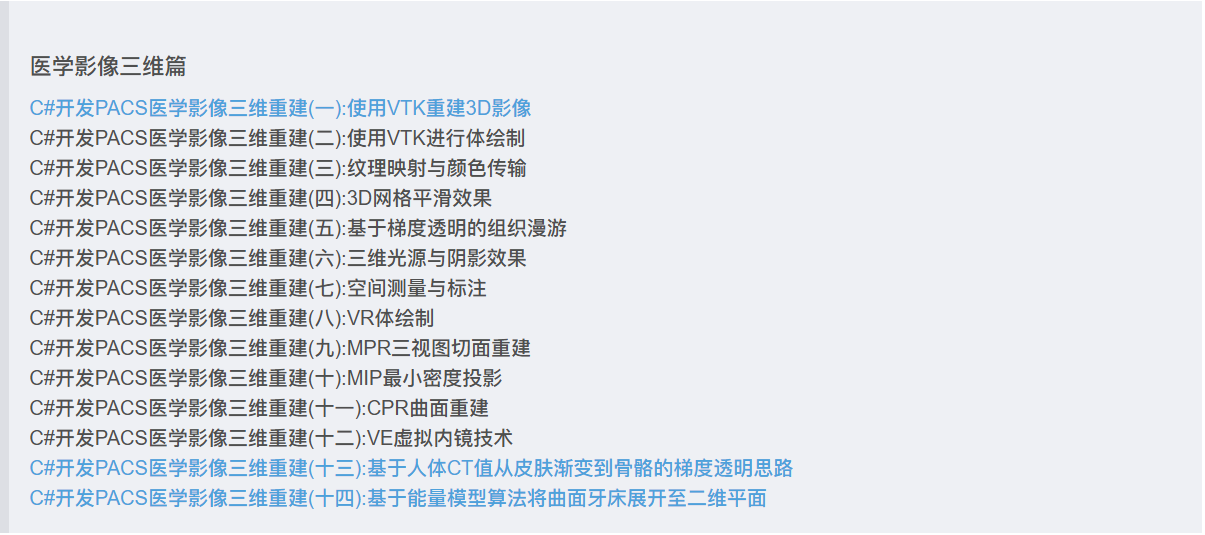 医学影像三维篇
C#开发PACS医学影像三维重建(一):使用VTK重建3D影像
C#开发PACS医学影像三维重建(二):使用VTK进行体绘制
C#开发PACS医学影像三维重建(三):纹理映射与颜色传输
C#开发PACS医学影像三维重建(四):3D网格平滑效果
C#开发PACS医学影像三维重建(五):基于梯度透明的组织漫游
C#开发PACS医学影像三维重建(六):三维光源与阴影效果
C#开发PACS医学影像三维重建(七):空间测量与标注
C#开发PACS医学影像三维重建(八):VR体绘制
C#开发PACS医学影像三维重建(九):MPR三视图切面重建
C#开发PACS医学影像三维重建(十):MIP最小密度投影
C#开发PACS医学影像三维重建(十一):CPR曲面重建
C#开发PACS医学影像三维重建(十二):VE虚拟内镜技术
C#开发PACS医学影像三维重建(十三):基于人体CT值从皮肤渐变到骨骼的梯度透明思路
C#开发PACS医学影像三维重建(十四):基于能量模型算法将曲面牙床展开至二维平面